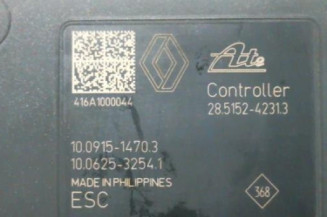 Ate
416A1000044
Controller
28.5152-4231.3
10.0915-1470.3
10.0625-3254.1
MADE IN PHILIPPINES
ESC
368